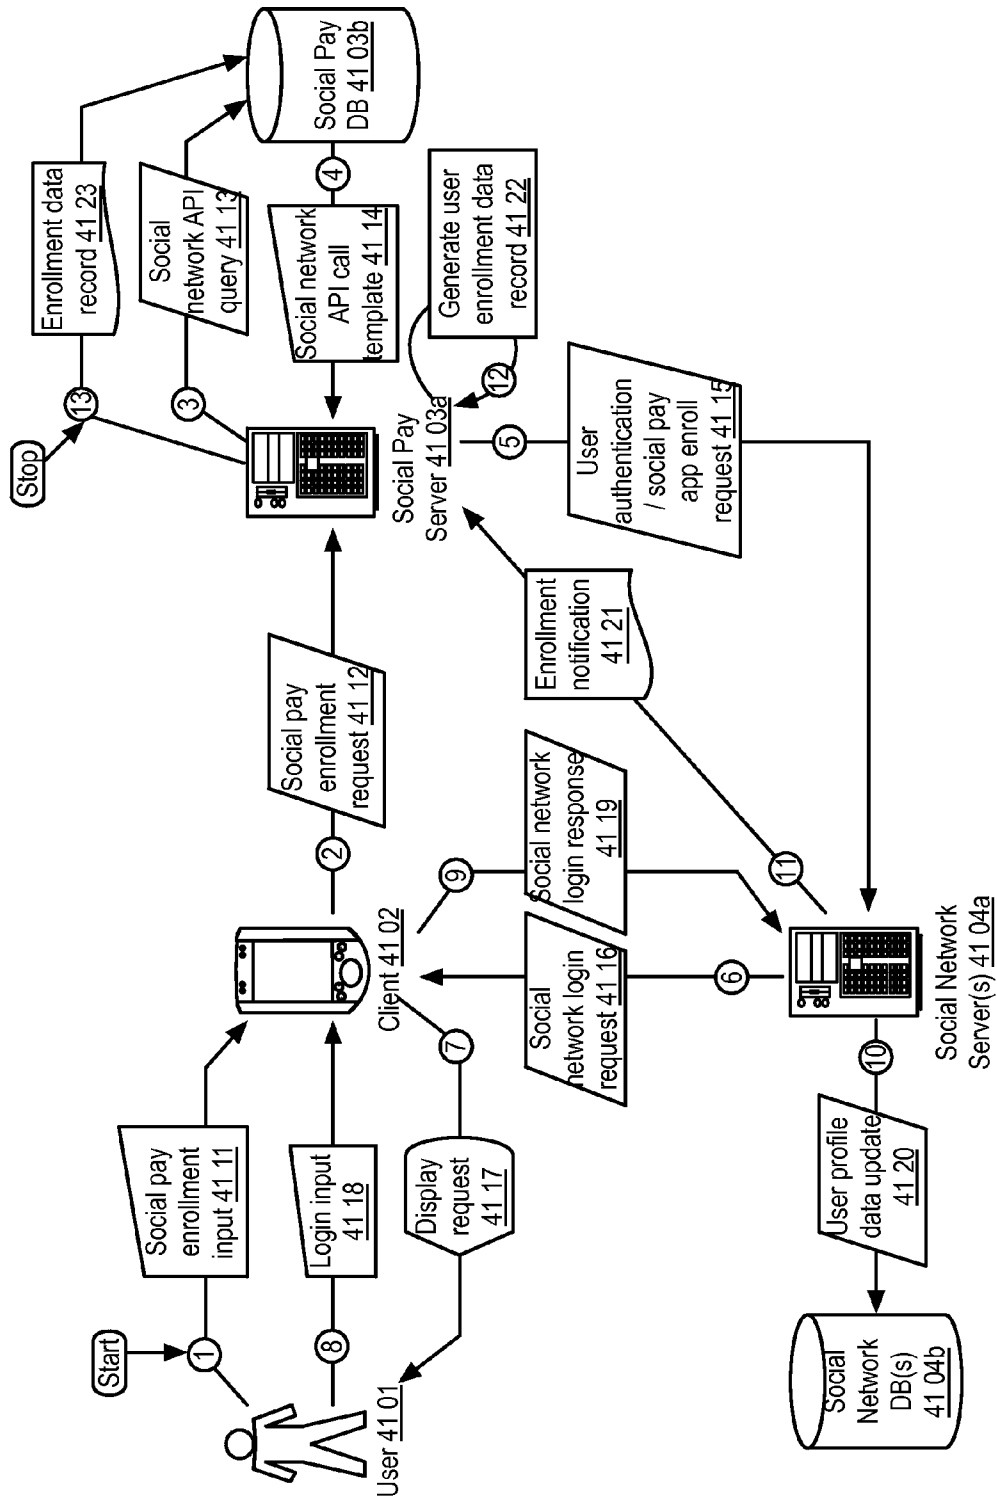 Start
1
Social pay
enrollment
input 41 11
8
Login input
41 18
User 41 01
Display
request
41 17
7
Client 41 02
2
Social pay
enrollment
request 41 12
Stop
13
Enrollment data
record 41 23
3
Social
network API
query 41 13
Social Pay
DB 41 03b
4
Social network
API call
template 41 14
Social Pay
Server 41 03a
12
Generate user
enrollment data
record 41 22
5
User
authentication
/ social pay
app enroll
request 41 15
Enrollment
notification
41 21
11
9
Social network
login response
41 19
Social
network login
request 41 16
6
Social Network
Server(s) 41 04a
10
User profile
data update
41 20
Social
Network
DB(s)
41 04b